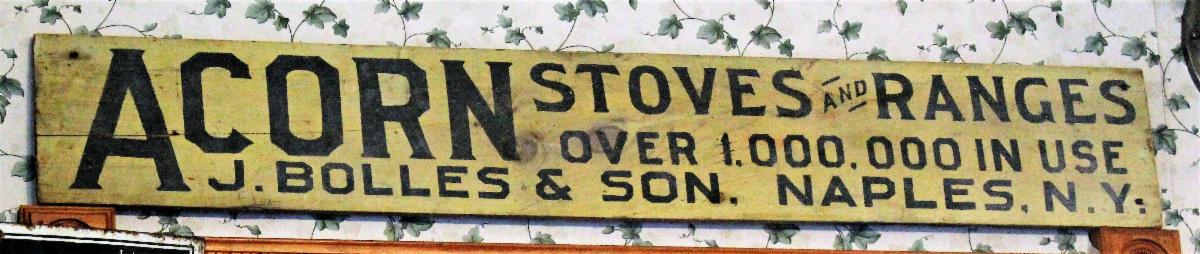 ACORN STOVES AND RANGES
OVER 1,000,000 IN USE
J. BOLLES & SON. NAPLES, N.Y.